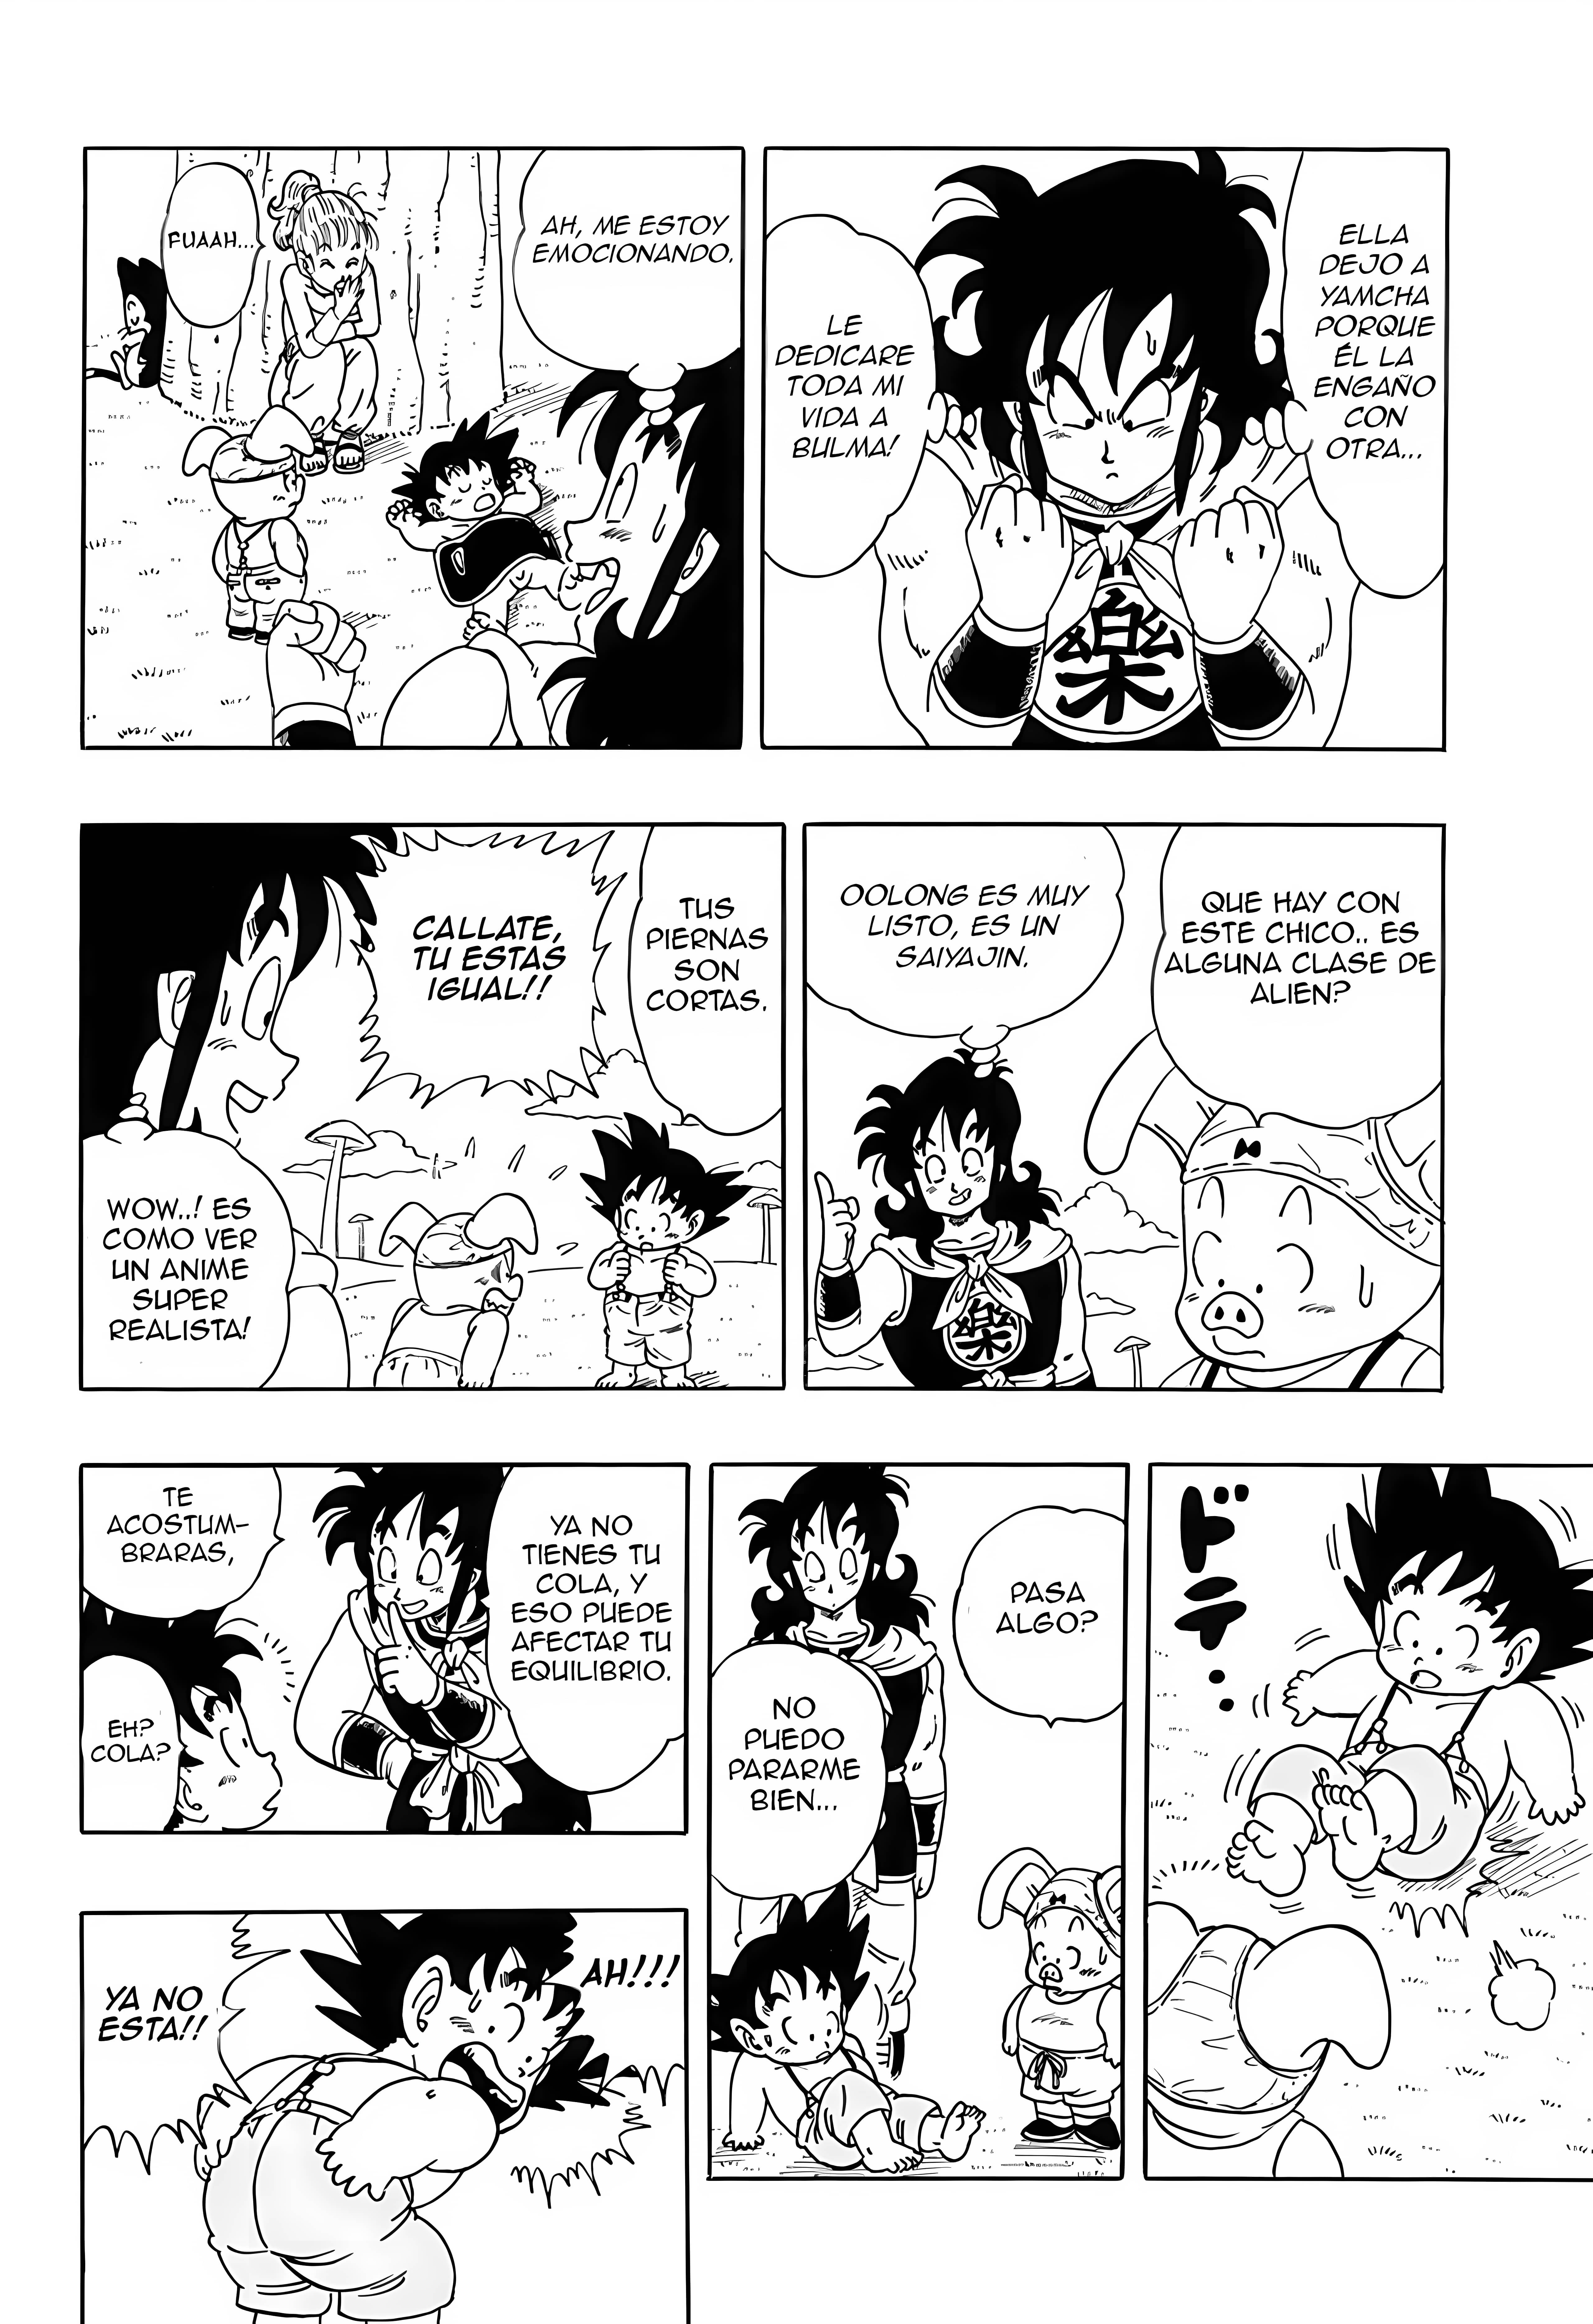 ELLA
DEJO A
YAMCHA
PORQUE
ÉL LA
ENGAÑO
CON
OTRA...
LE
DEDICARE
TODA MI
VIDA A
BULMA!
樂
AH, ME ESTOY
EMOCIONANDO.
FUAAH...
QUE HAY CON
ESTE CHICO.. ES
ALGUNA CLASE DE
ALIEN?
OOLONG ES MUY
LISTO, ES UN
SAIYAJIN.
樂
TUS
PIERNAS
SON
CORTAS.
CALLATE,
TU ESTAS
IGUAL!!
WOW..! ES
COMO VER
UN ANIME
SUPER
REALISTA!
ドテ..
PASA
ALGO?
NO
PUEDO
PARARME
BIEN...
YA NO
TIENES TU
COLA, Y
ESO PUEDE
AFECTAR TU
EQUILIBRIO.
TE
ACOSTUM-
BRARAS,
EH?
COLA?
AH!!!
YA NO
ESTA!!